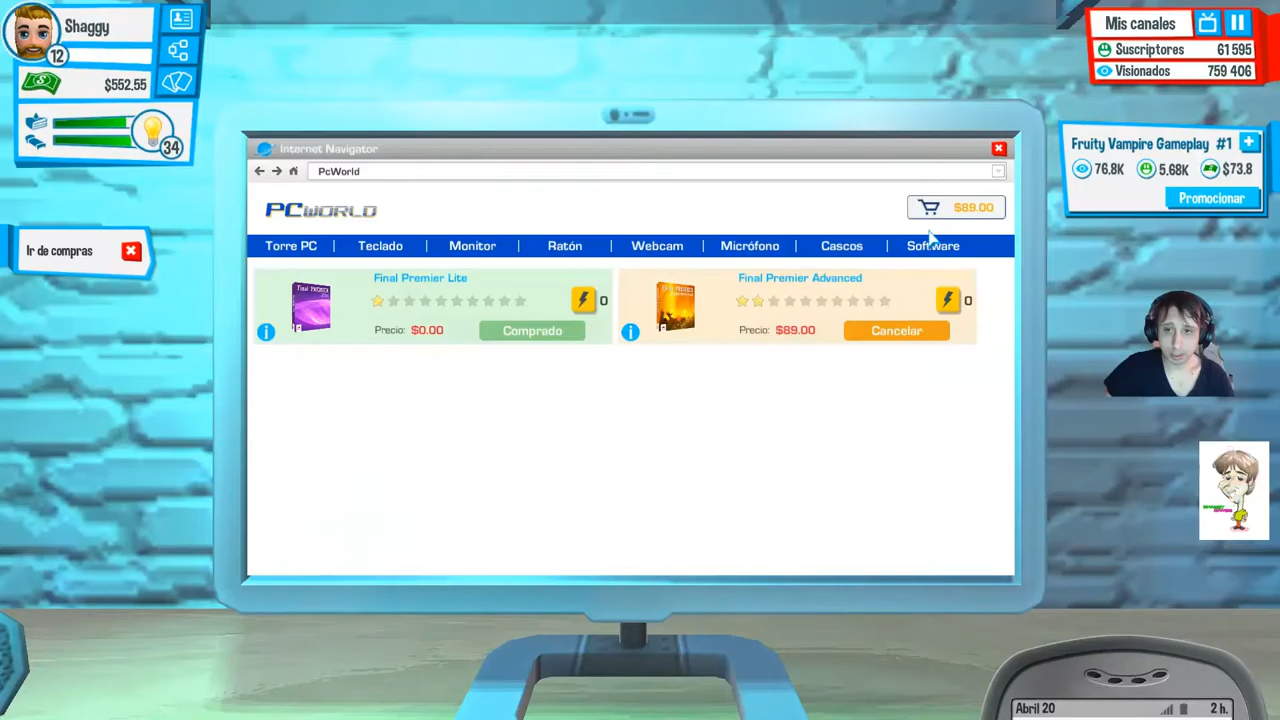 Shaggy
12
$552.55
34
Ir de compras
Mis canales
Suscriptores 61 595
Visionados 759 406
Fruity Vampire Gameplay #1
76.8K 5.68K $73.8
Promocionar
Internet Navigator
PcWorld
PCWORLD
$89.00
Torre PC Teclado Monitor Ratón Webcam Micrófono Cascos Software
Final Premier Lite
0
Precio: $0.00 Comprado
Final Premier Advanced
0
Precio: $89.00 Cancelar
Abril 20 2 h.